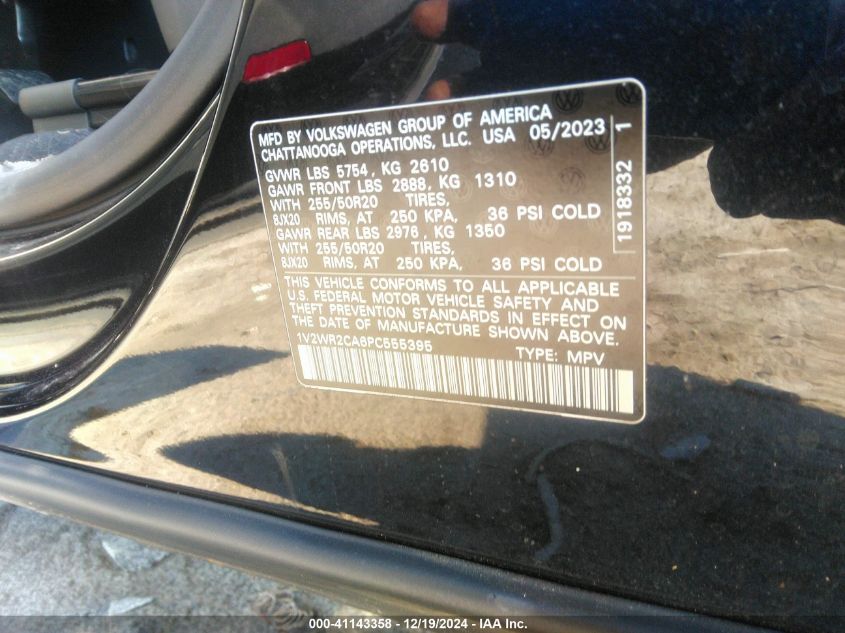 MFD BY VOLKSWAGEN GROUP OF AMERICA
CHATTANOOGA OPERATIONS, LLC. USA 05/2023
GVWR LBS 5754, KG 2610
GAWR FRONT LBS 2888, KG 1310
WITH 255/50R20 TIRES,
8JX20 RIMS, AT 250 KPA, 36 PSI COLD
GAWR REAR LBS 2976, KG 1350
WITH 255/50R20 TIRES,
8JX20 RIMS, AT 250 KPA, 36 PSI COLD
THIS VEHICLE CONFORMS TO ALL APPLICABLE
U.S. FEDERAL MOTOR VEHICLE SAFETY AND
THEFT PREVENTION STANDARDS IN EFFECT ON
THE DATE OF MANUFACTURE SHOWN ABOVE.
1V2WR2CA6PC555395 TYPE: MPV
1918332 1
000-41143358 - 12/19/2024 - IAA Inc.